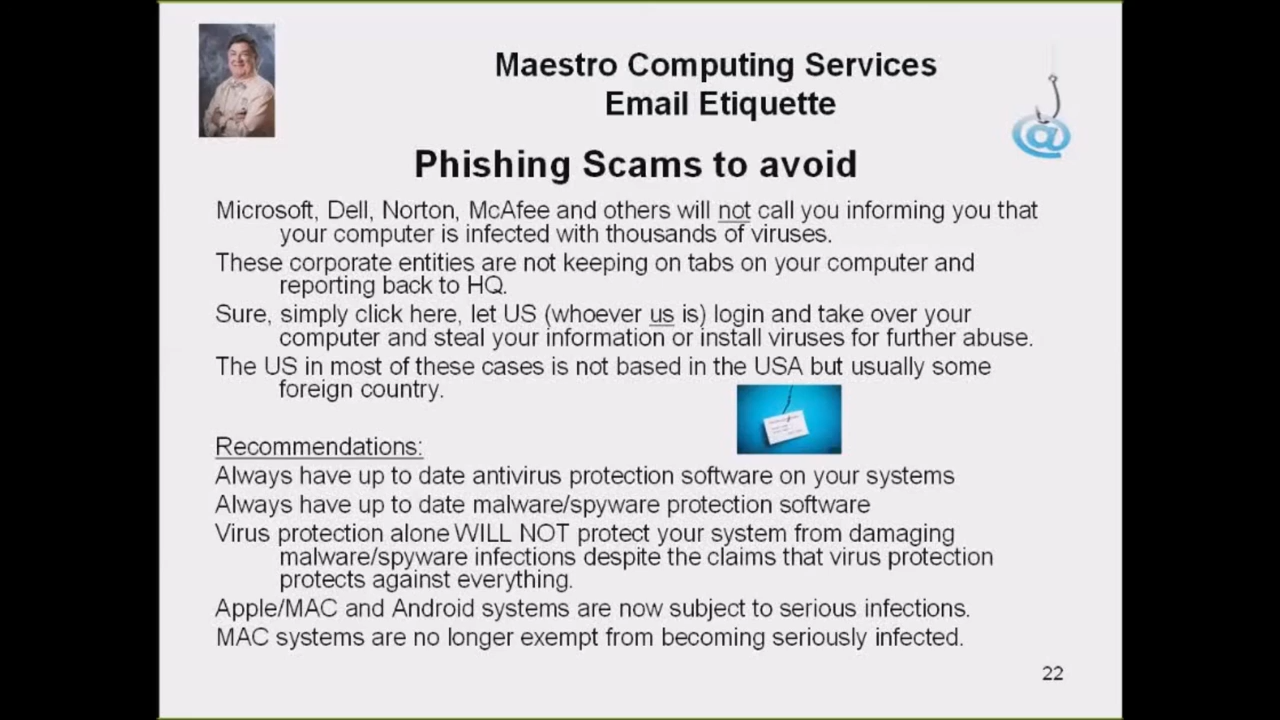 Maestro Computing Services
Email Etiquette
Phishing Scams to avoid
Microsoft, Dell, Norton, McAfee and others will not call you informing you that
your computer is infected with thousands of viruses.
These corporate entities are not keeping on tabs on your computer and
reporting back to HQ.
Sure, simply click here, let US (whoever us is) login and take over your
computer and steal your information or install viruses for further abuse.
The US in most of these cases is not based in the USA but usually some
foreign country.
Recommendations:
Always have up to date antivirus protection software on your systems
Always have up to date malware/spyware protection software
Virus protection alone WILL NOT protect your system from damaging
malware/spyware infections despite the claims that virus protection
protects against everything.
Apple/MAC and Android systems are now subject to serious infections.
MAC systems are no longer exempt from becoming seriously infected.
22